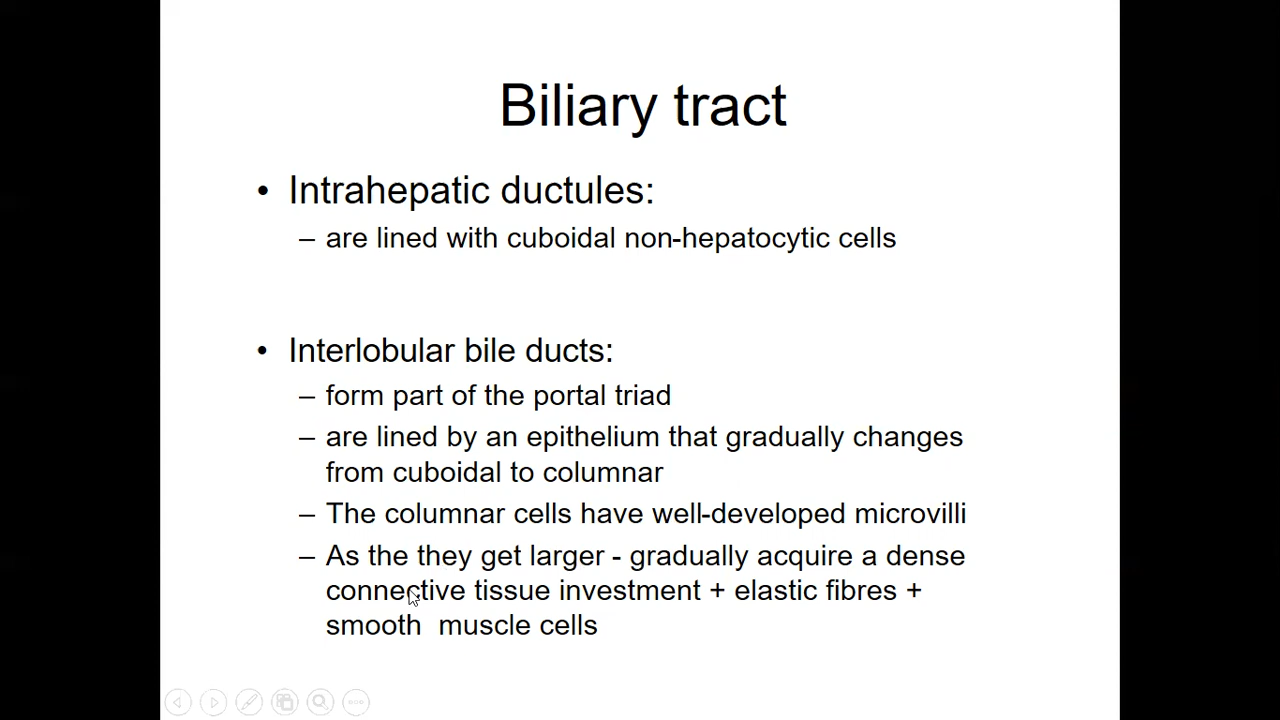 Biliary tract
• Intrahepatic ductules:
– are lined with cuboidal non-hepatocytic cells
• Interlobular bile ducts:
– form part of the portal triad
– are lined by an epithelium that gradually changes
from cuboidal to columnar
– The columnar cells have well-developed microvilli
– As the they get larger - gradually acquire a dense
connective tissue investment + elastic fibres +
smooth  muscle cells